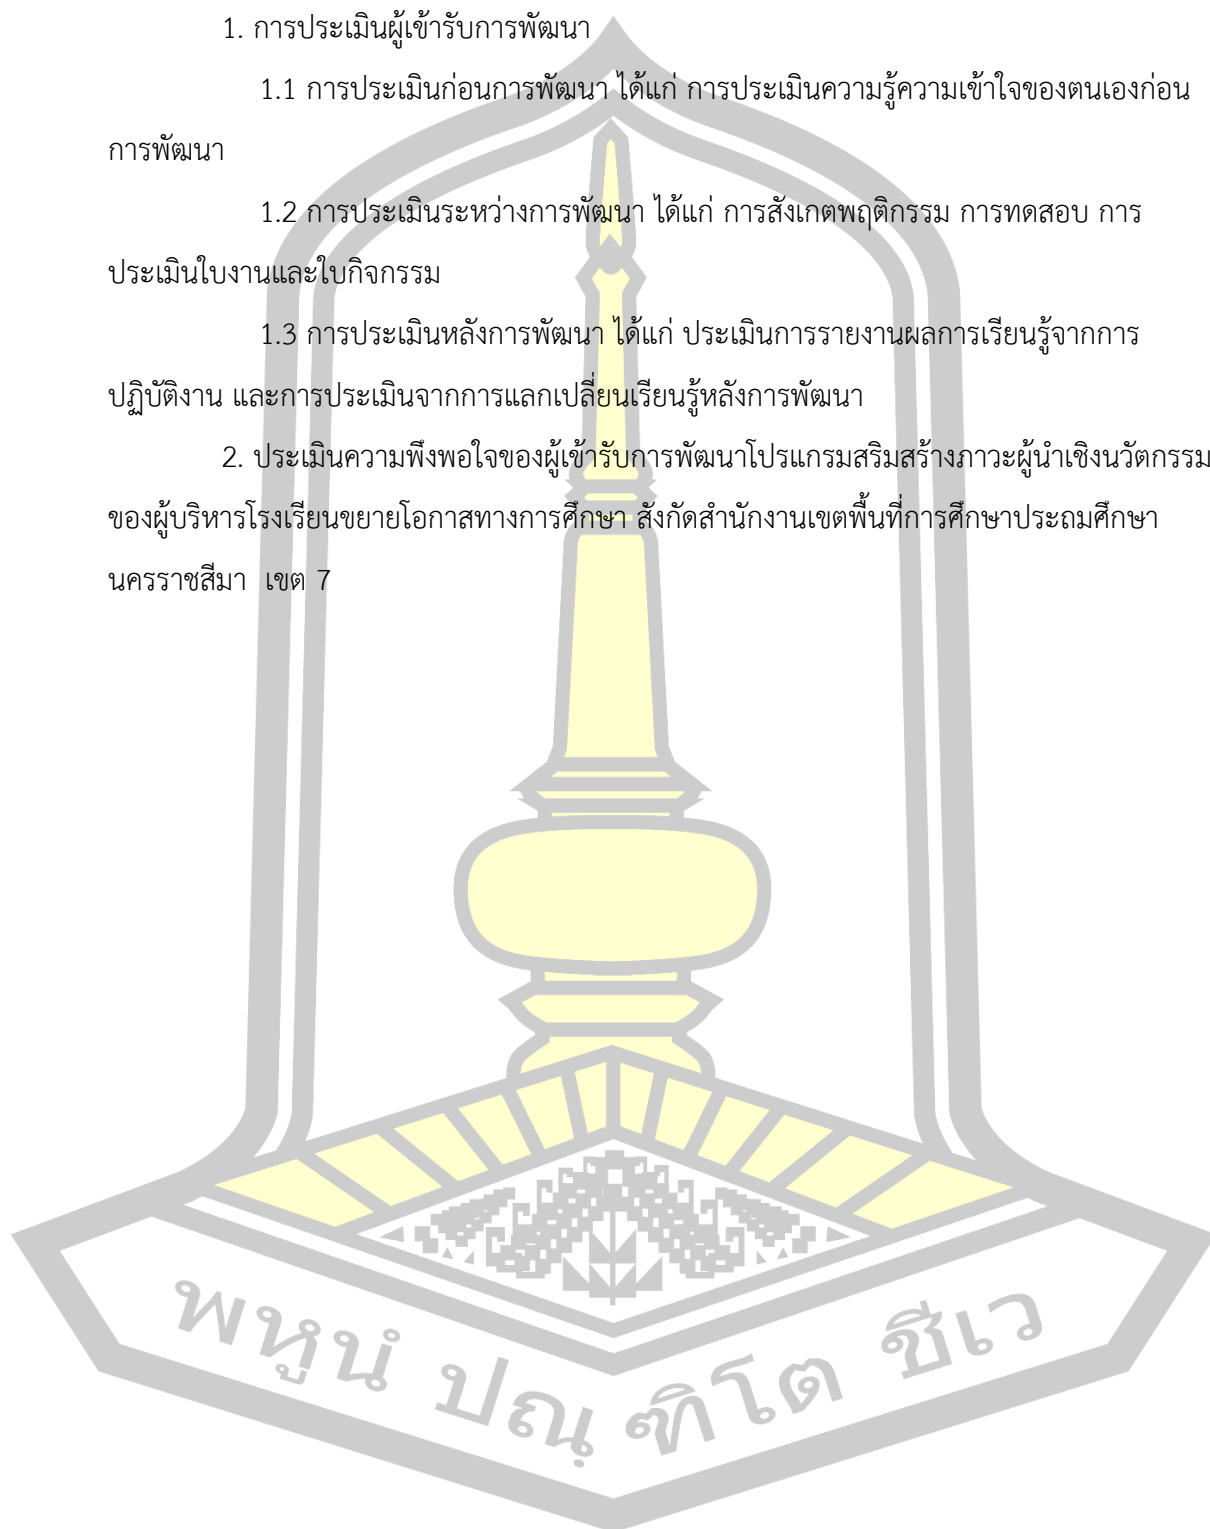 1. การประเมินผู้เข้ารับการพัฒนา
1.1 การประเมินก่อนการพัฒนา ได้แก่ การประเมินความรู้ความเข้าใจของตนเองก่อน
การพัฒนา
1.2 การประเมินระหว่างการพัฒนา ได้แก่ การสังเกตพฤติกรรม การทดสอบ การ
ประเมินใบงานและใบกิจกรรม
1.3 การประเมินหลังการพัฒนา ได้แก่ ประเมินการรายงานผลการเรียนรู้จากการ
ปฏิบัติงาน และการประเมินจากการแลกเปลี่ยนเรียนรู้หลังการพัฒนา
2. ประเมินความพึงพอใจของผู้เข้ารับการพัฒนาโปรแกรมสริมสร้างภาวะผู้นำเชิงนวัตกรรม
ของผู้บริหารโรงเรียนขยายโอกาสทางการศึกษา สังกัดสำนักงานเขตพื้นที่การศึกษาประถมศึกษา
นครราชสีมา เขต 7
พหูนํ ปณฺฑิโต ชีเว